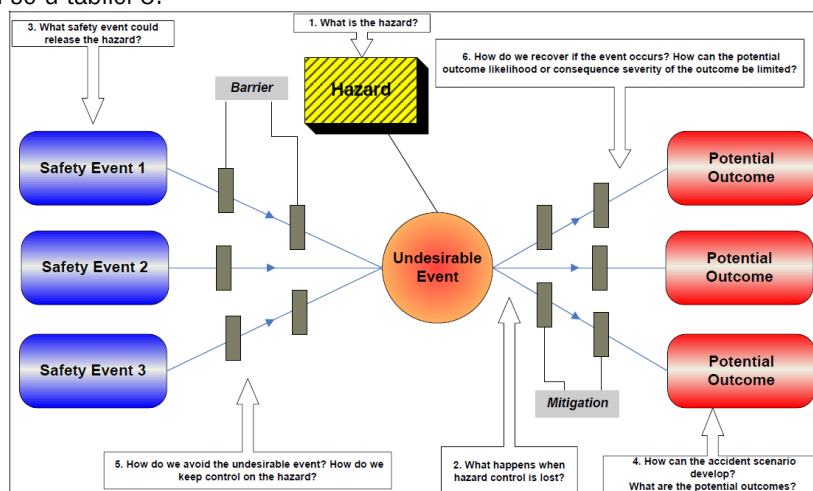 3. What safety event could
release the hazard?
1. What is the hazard?
6. How do we recover if the event occurs? How can the potential
outcome likelihood or consequence severity of the outcome be limited?
Barrier
Hazard
Safety Event 1
Potential
Outcome
Safety Event 2
Undesirable
Event
Potential
Outcome
Safety Event 3
Potential
Outcome
Mitigation
5. How do we avoid the undesirable event? How do we
keep control on the hazard?
2. What happens when
hazard control is lost?
4. How can the accident scenario
develop?
What are the potential outcomes?